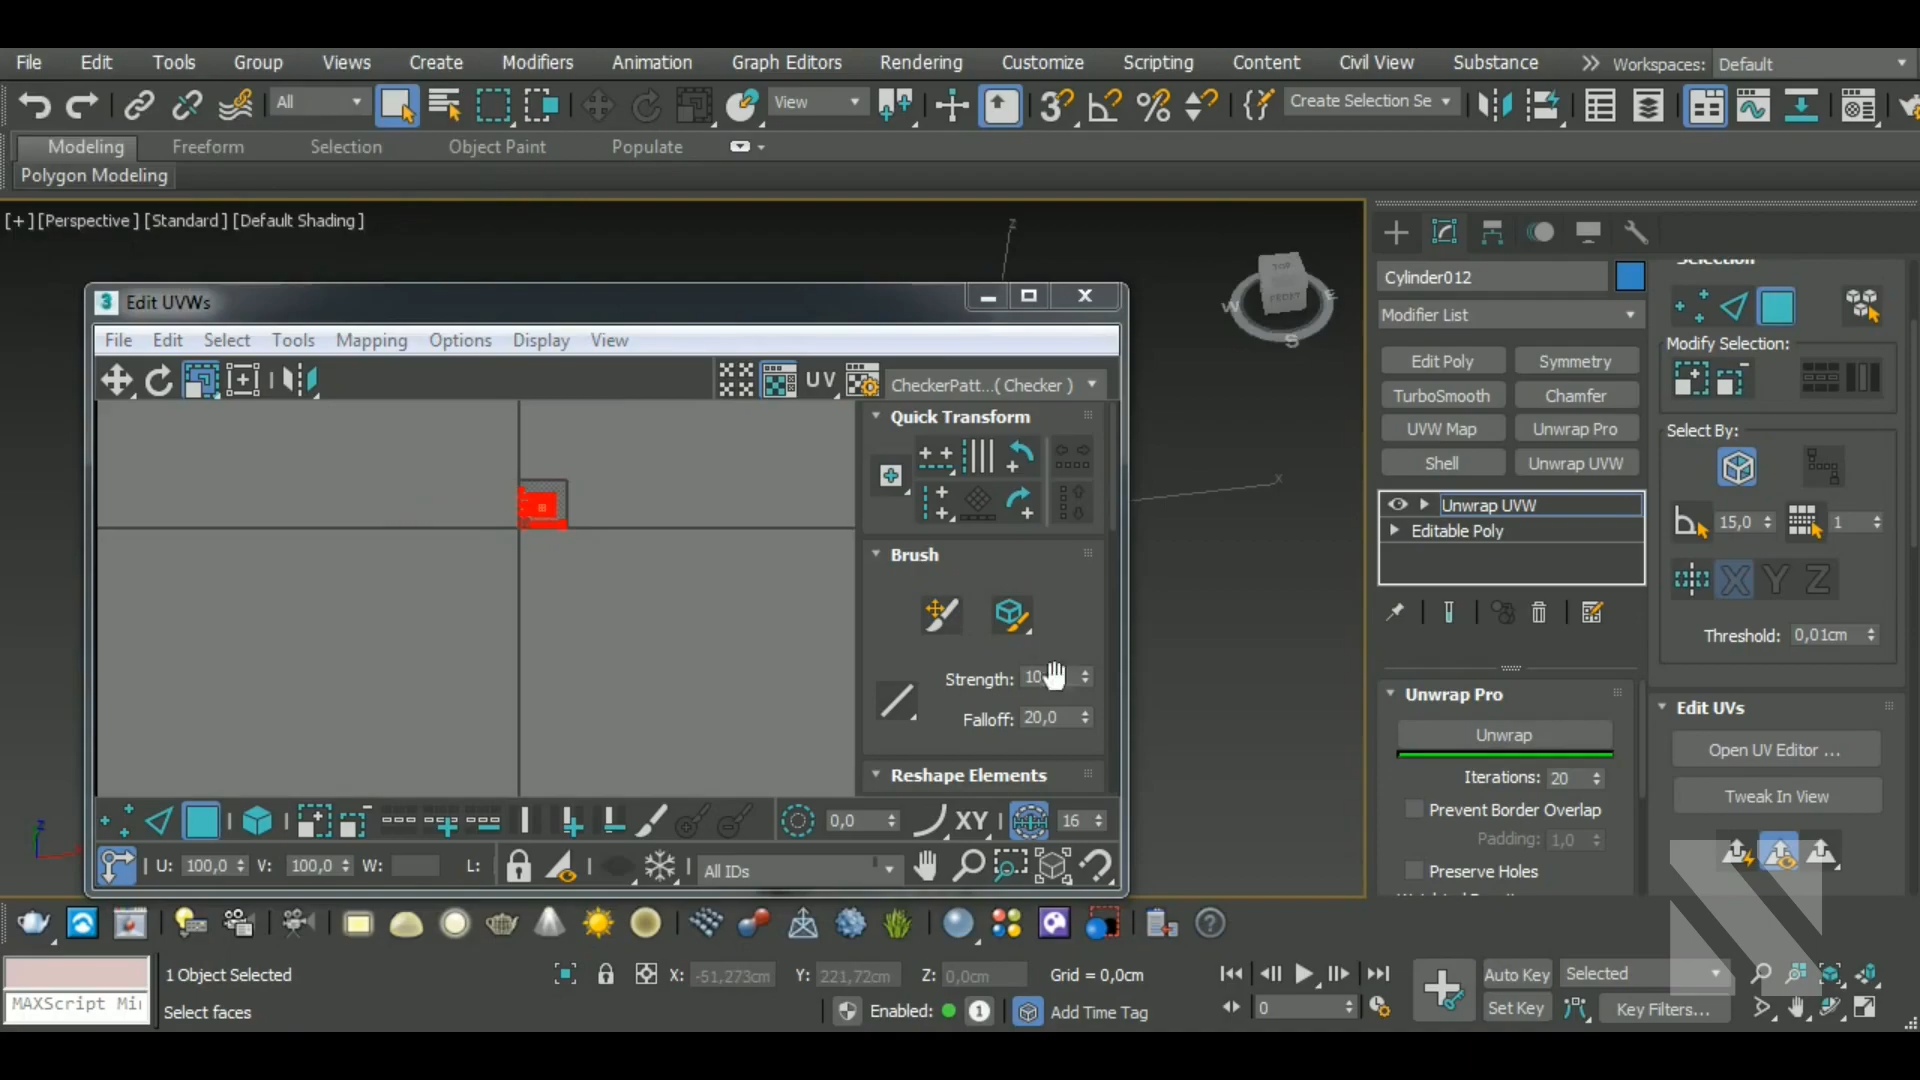 File Edit Tools Group Views Create Modifiers Animation Graph Editors Rendering Customize Scripting Content Civil View Substance Workspaces: Default
All View Create Selection Se
Modeling Freeform Selection Object Paint Populate
Polygon Modeling
[+] [Perspective] [Standard] [Default Shading]
z
x
TOP
FRONT
W
E
S
Edit UVWs
File Edit Select Tools Mapping Options Display View
UV CheckerPatt...( Checker )
Quick Transform
Brush
Strength: 10
Falloff: 20,0
Reshape Elements
0,0 XY 16
U: 100,0 V: 100,0 W: L: All IDs
Cylinder012
Modifier List
Edit Poly Symmetry
TurboSmooth Chamfer
UVW Map Unwrap Pro
Shell Unwrap UVW
Unwrap UVW
Editable Poly
Unwrap Pro
Unwrap
Iterations: 20
Prevent Border Overlap
Padding: 1,0
Preserve Holes
Selection
Modify Selection:
Select By:
15,0 1
X Y Z
Threshold: 0,01cm
Edit UVs
Open UV Editor ...
Tweak In View
z
MAXScript Mi
1 Object Selected
Select faces
X: -51,273cm Y: 221,72cm Z: 0,0cm Grid = 0,0cm
Enabled: 1 Add Time Tag
0
Auto Key Selected
Set Key Key Filters...